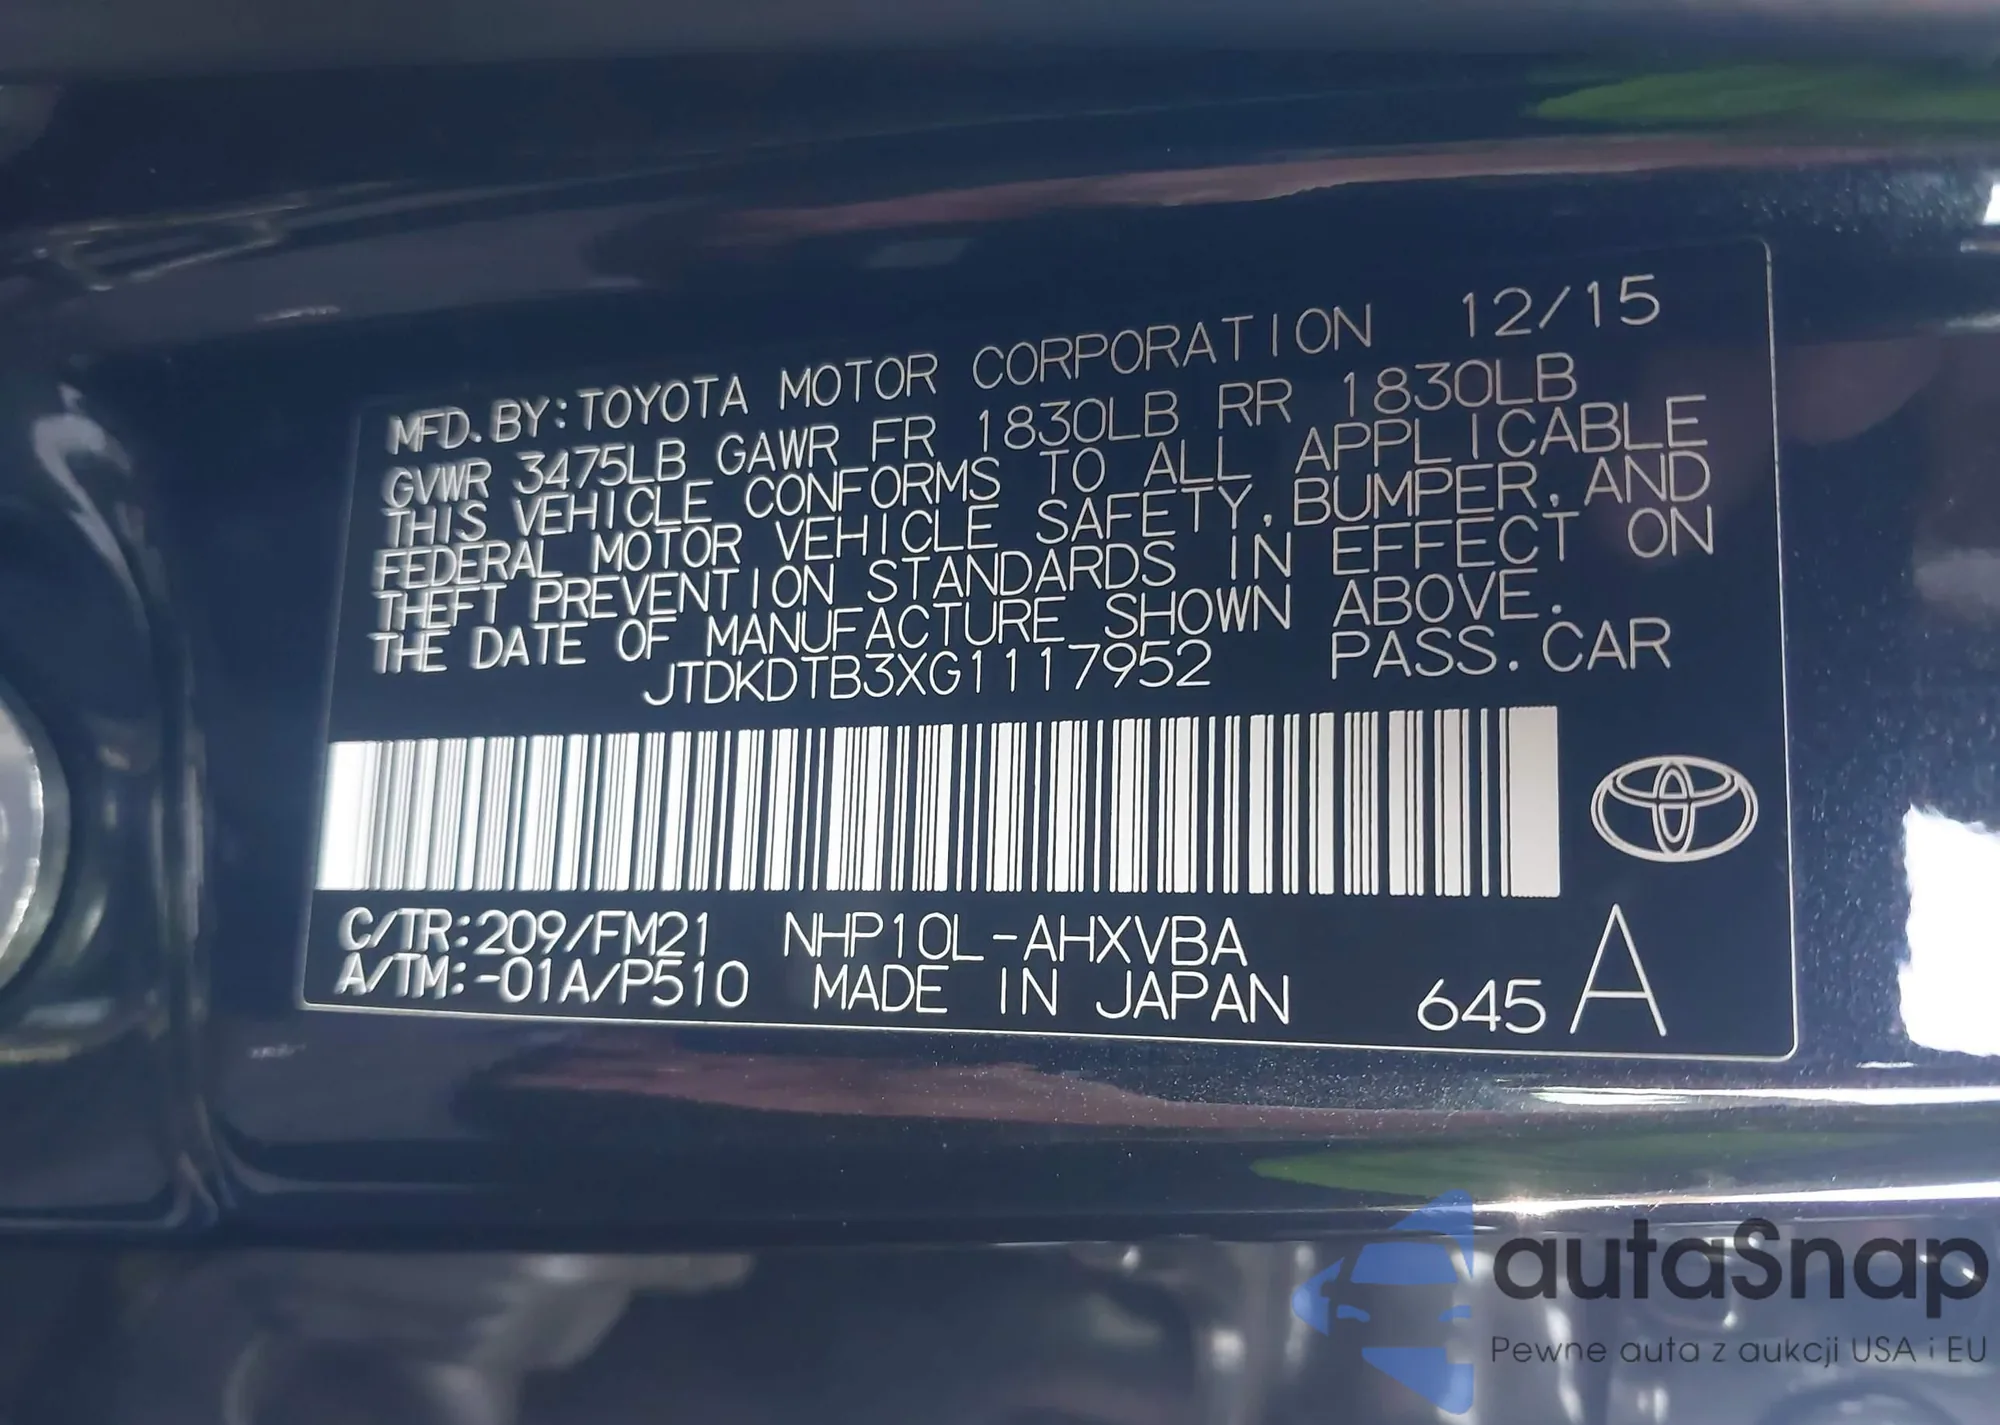 MFD. BY: TOYOTA MOTOR CORPORATION 12/15
GVWR 3475LB GAWR FR 1830LB RR 1830LB
THIS VEHICLE CONFORMS TO ALL APPLICABLE
FEDERAL MOTOR VEHICLE SAFETY, BUMPER, AND
THEFT PREVENTION STANDARDS IN EFFECT ON
THE DATE OF MANUFACTURE SHOWN ABOVE.
JTDKDTB3XG1117952 PASS. CAR
C/TR: 209/FM21 NHP10L-AHXVBA
A/TM: -01A/P510 MADE IN JAPAN 645 A
autaSnap
Pewne auta z aukcji USA i EU